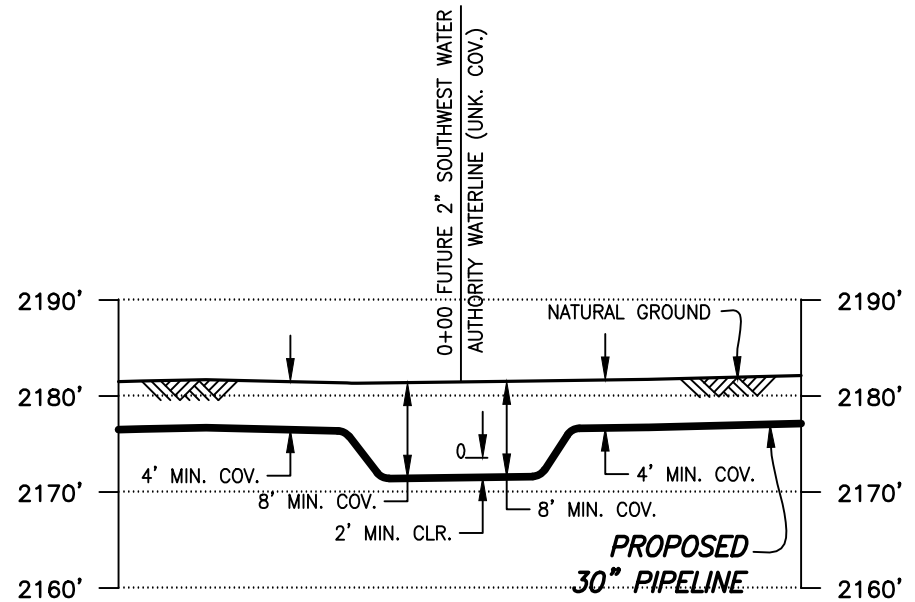 0+00 FUTURE 2" SOUTHWEST WATER
AUTHORITY WATERLINE (UNK. COV.)
2190'
2190'
NATURAL GROUND
2180'
2180'
0
4' MIN. COV.
4' MIN. COV.
2170'
2170'
8' MIN. COV.
8' MIN. COV.
2' MIN. CLR.
PROPOSED
30" PIPELINE
2160'
2160'